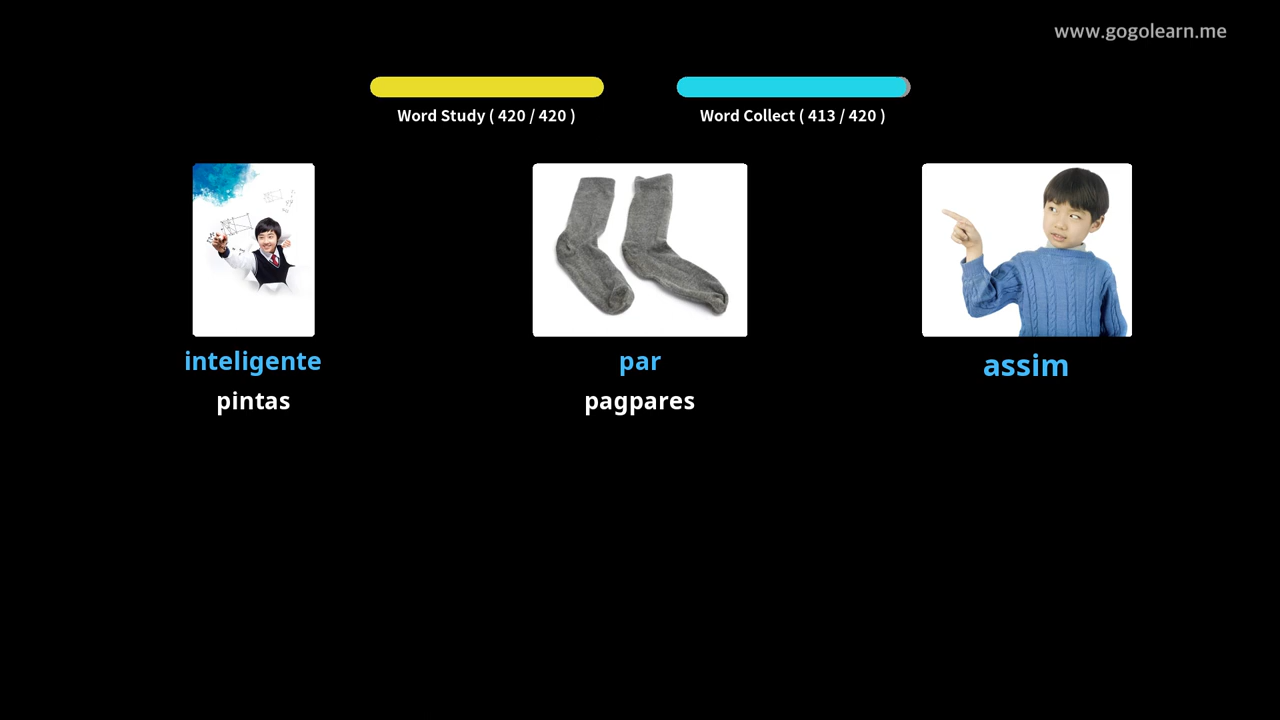 www.gogolearn.me
Word Study ( 420 / 420 )
Word Collect ( 413 / 420 )
inteligente
pintas
par
pagpares
assim